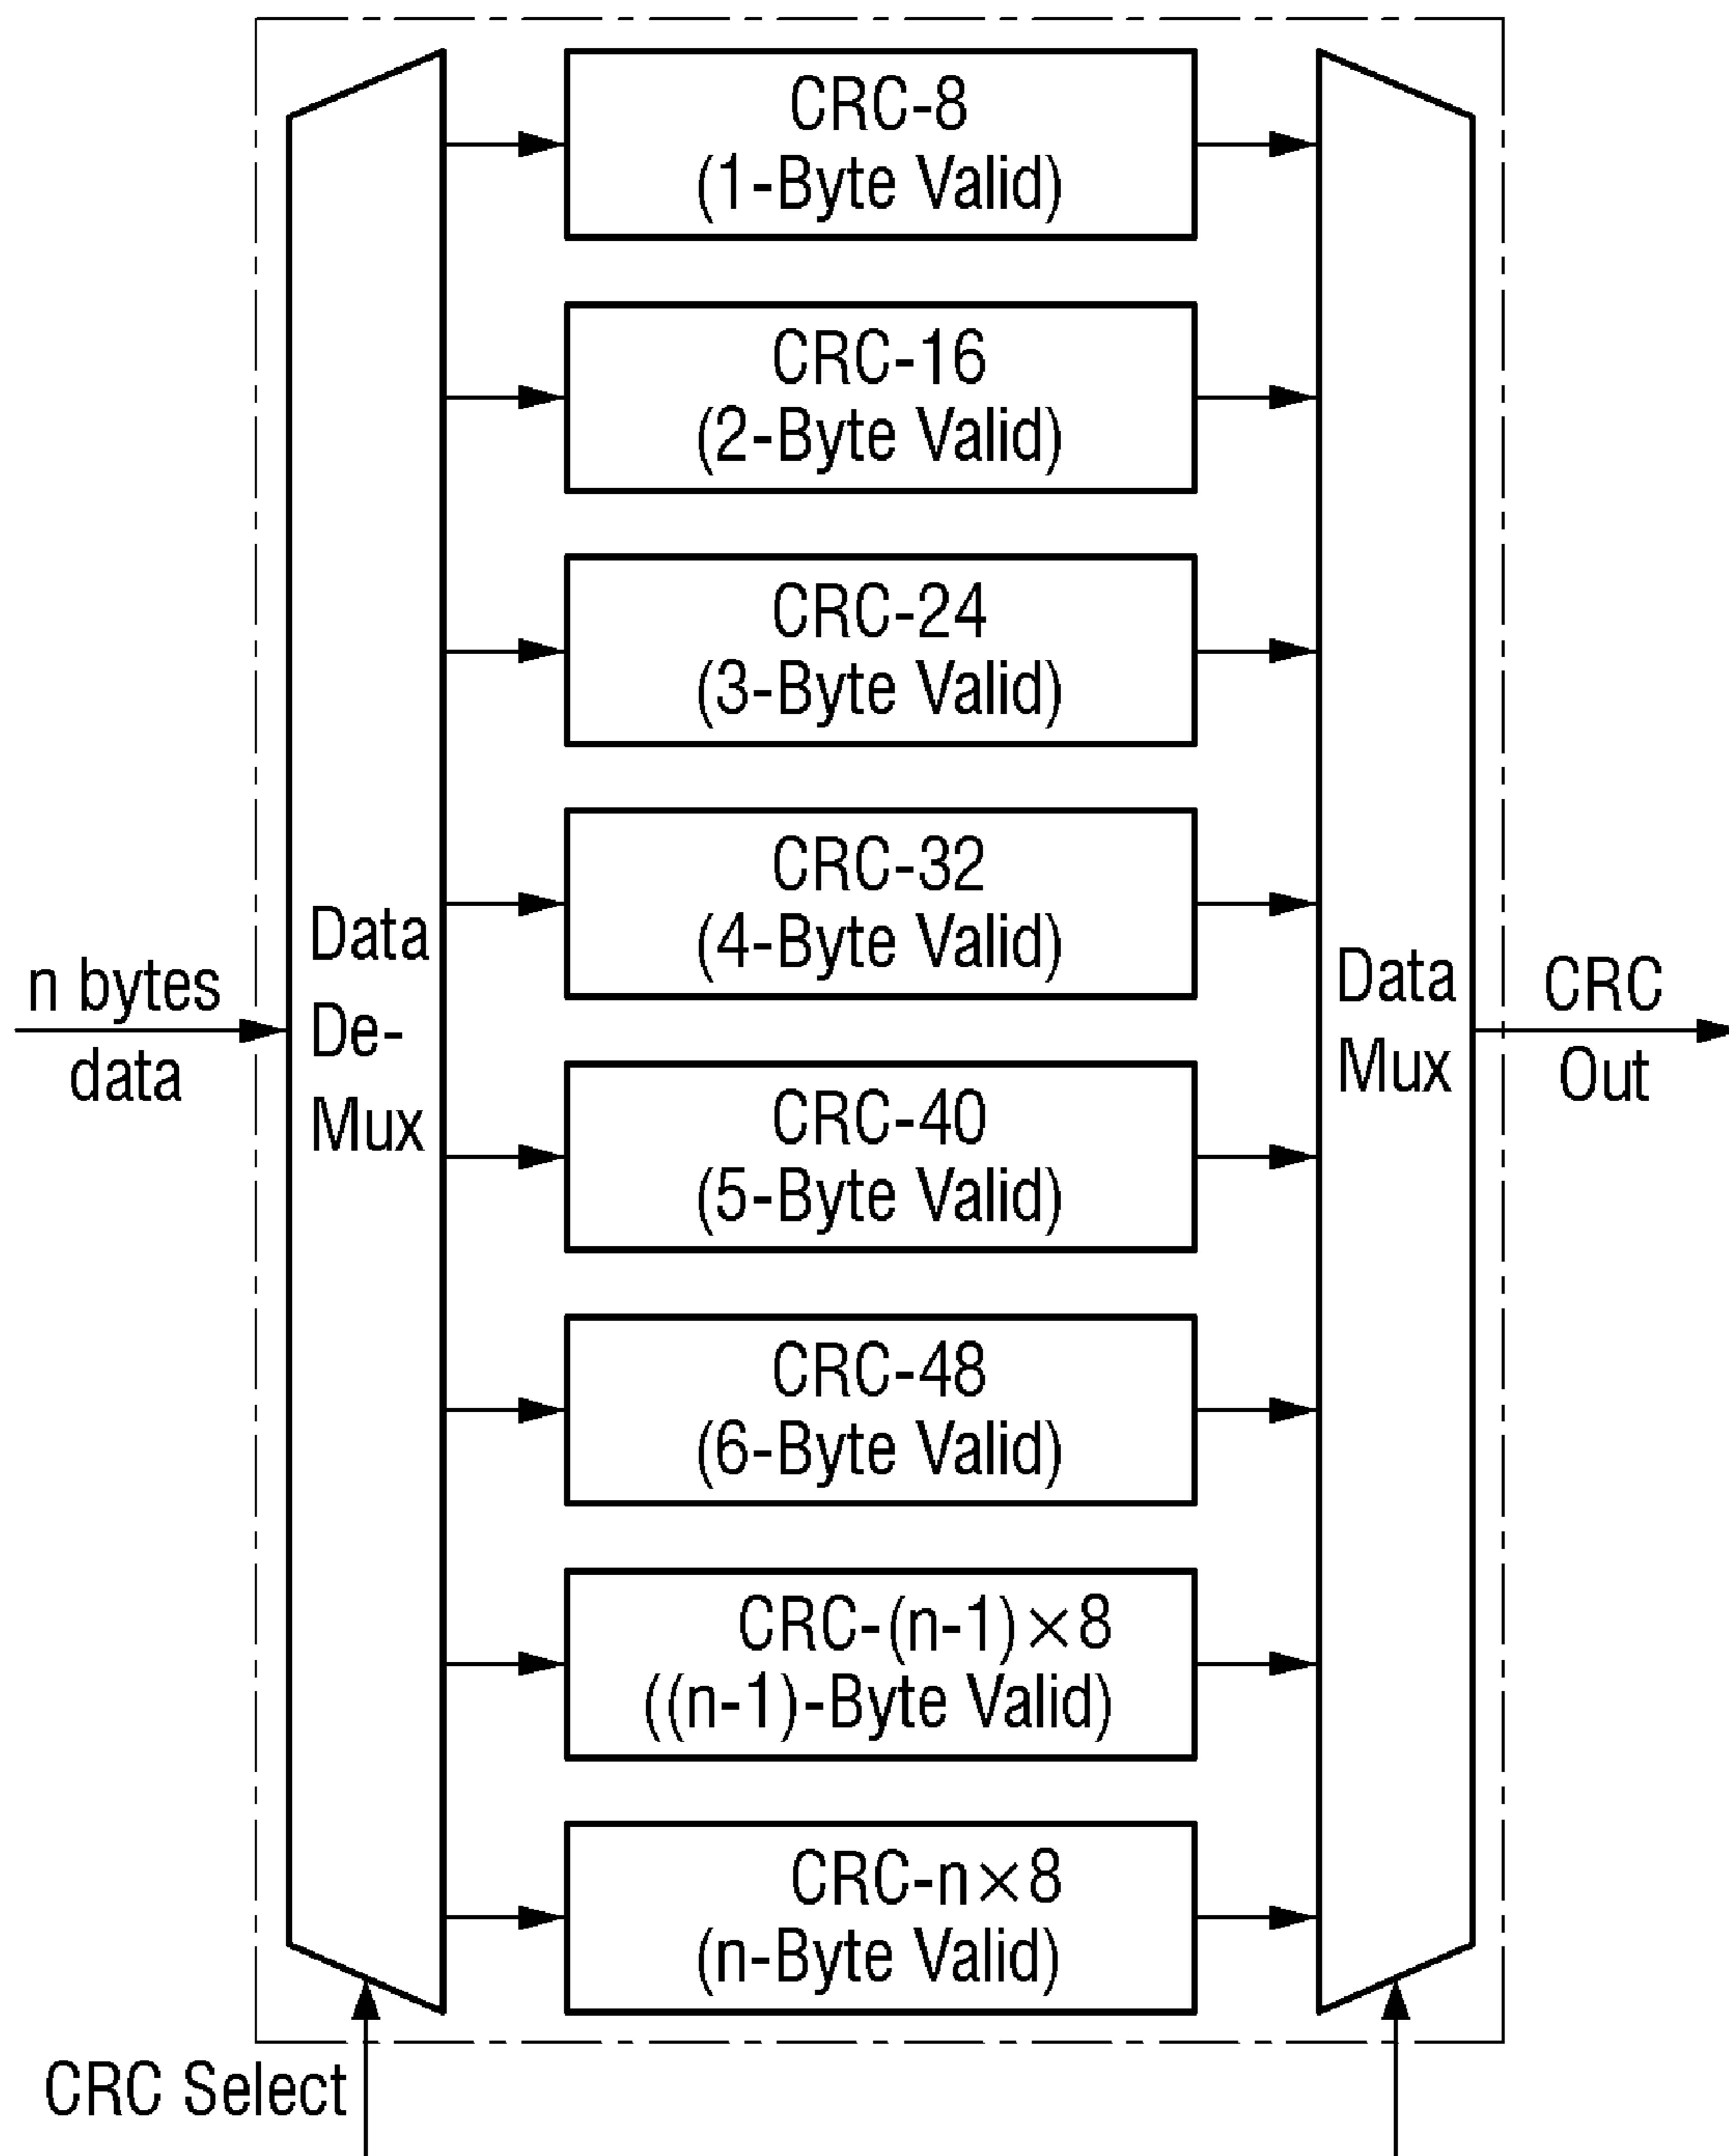 CRC-8
(1-Byte Valid)
CRC-16
(2-Byte Valid)
CRC-24
(3-Byte Valid)
CRC-32
(4-Byte Valid)
n bytes
data
Data
De-
Mux
CRC-40
(5-Byte Valid)
Data
Mux
CRC
Out
CRC-48
(6-Byte Valid)
CRC-(n-1)×8
((n-1)-Byte Valid)
CRC-n×8
(n-Byte Valid)
CRC Select